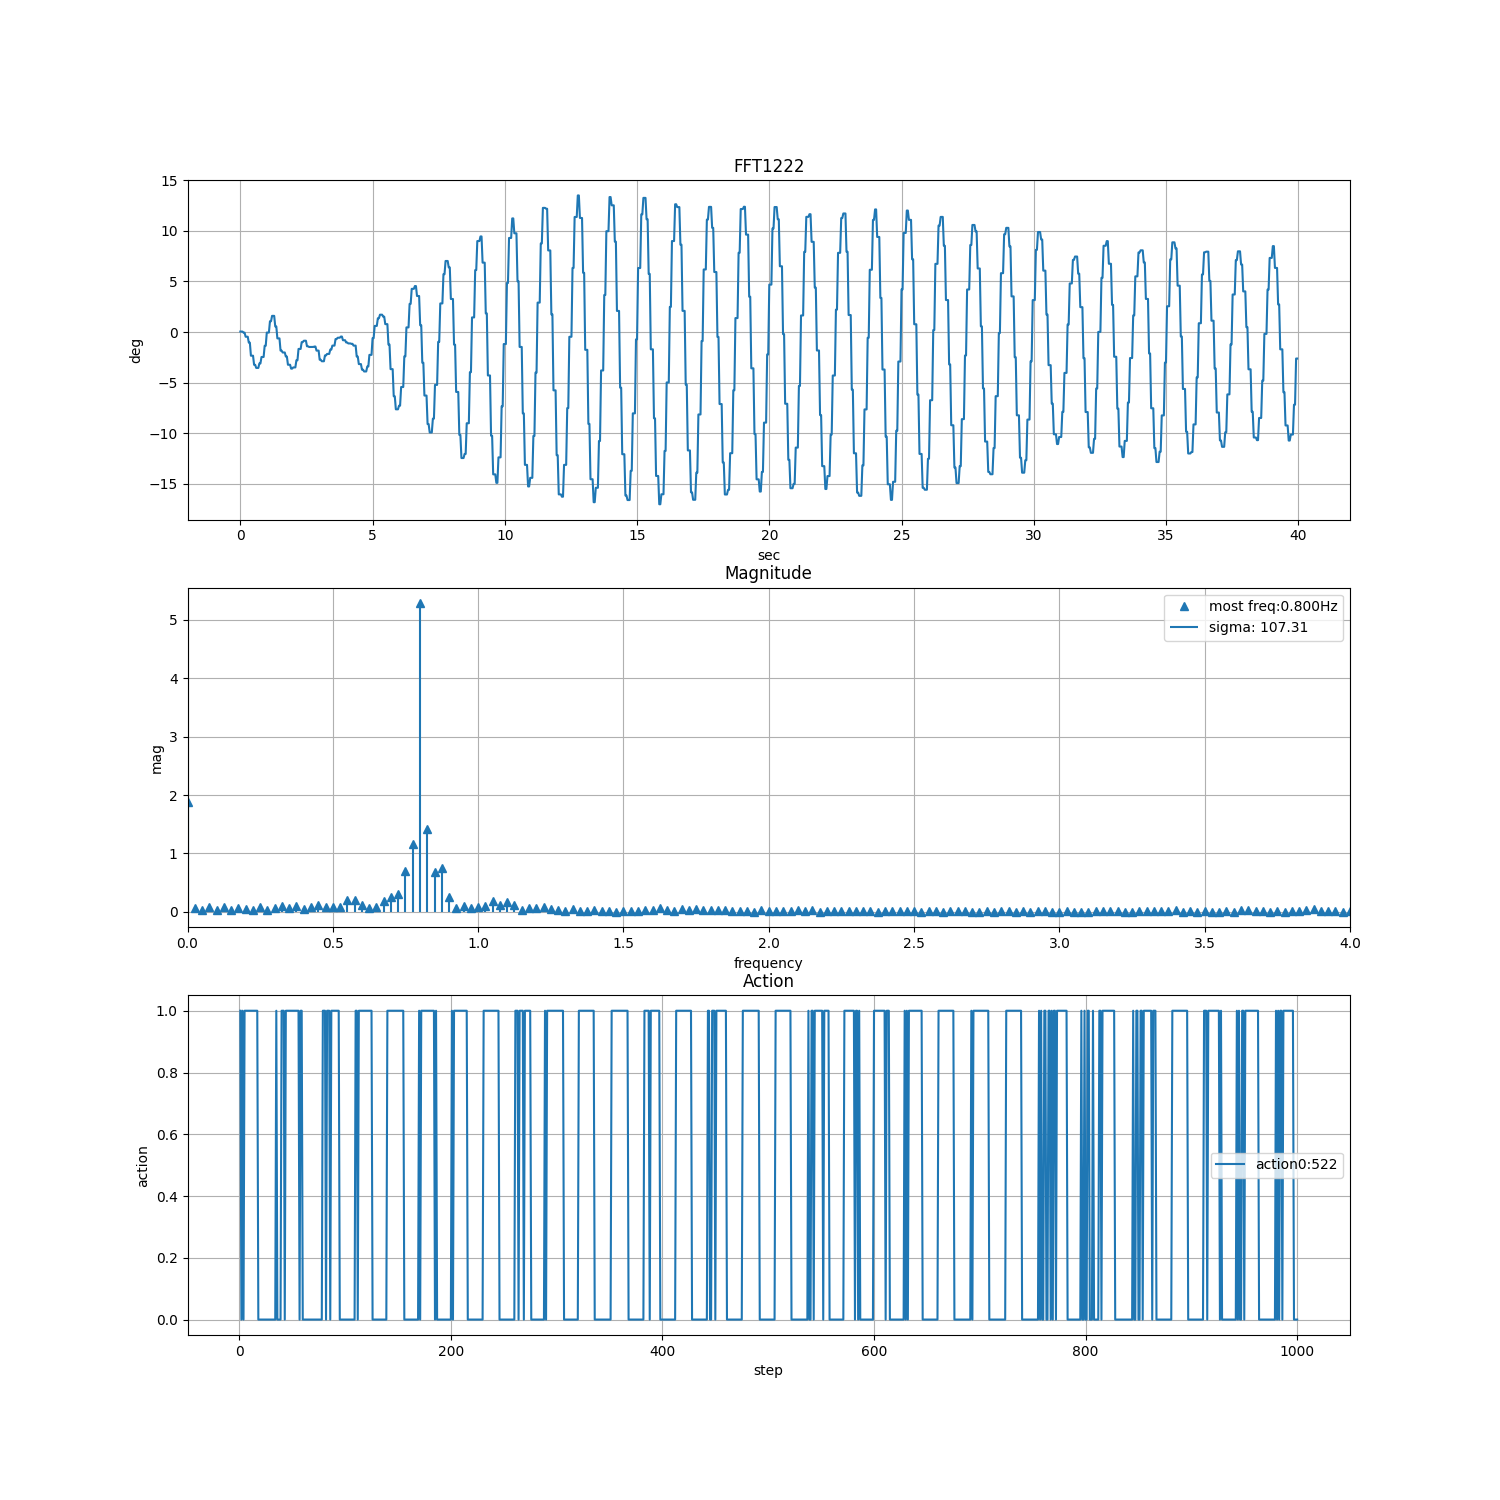 FFT1222
15
10
5
0
−5
−10
−15
deg
0 5 10 15 20 25 30 35 40
sec
Magnitude
most freq:0.800Hz
sigma: 107.31
5
4
3
2
1
0
mag
0.0 0.5 1.0 1.5 2.0 2.5 3.0 3.5 4.0
frequency
Action
1.0
0.8
0.6
0.4
0.2
0.0
action
action0:522
0 200 400 600 800 1000
step